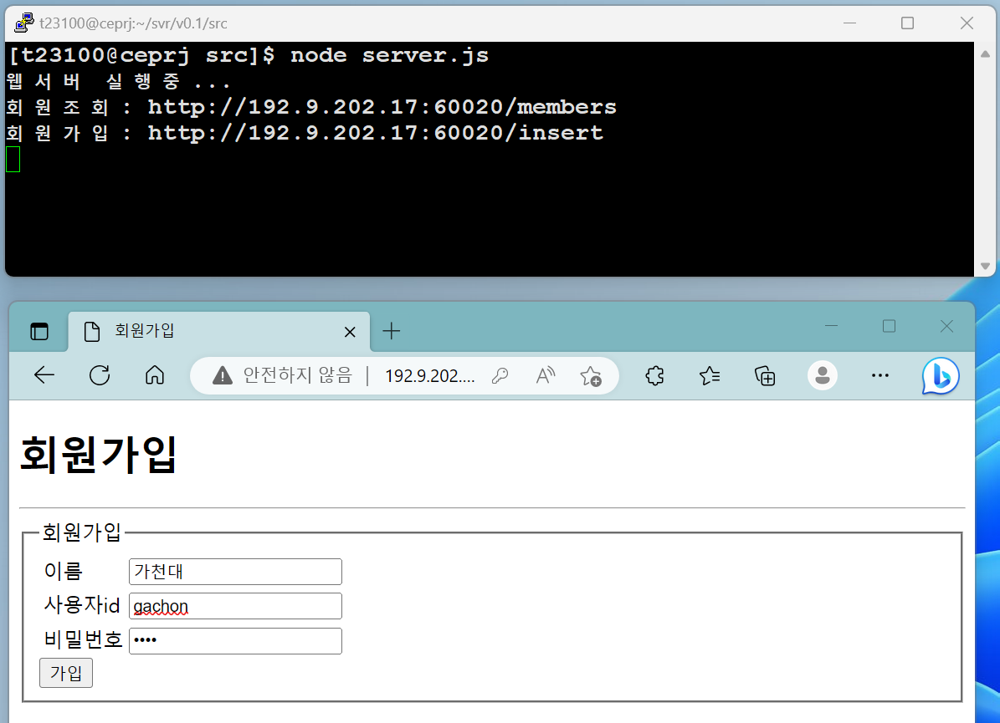 t23100@ceprj:~/svr/v0.1/src
[t23100@ceprj src]$ node server.js
웹 서버 실행중...
회원조회: http://192.9.202.17:60020/members
회원가입: http://192.9.202.17:60020/insert
회원가입
안전하지 않음 192.9.202....
회원가입
회원가입
이름 가천대
사용자id gachon
비밀번호 ••••
가입